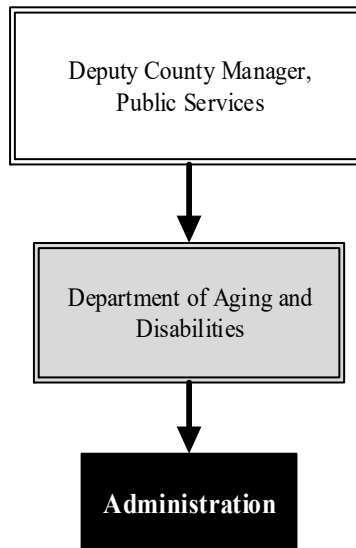 Deputy County Manager,
Public Services
Department of Aging and
Disabilities
Administration